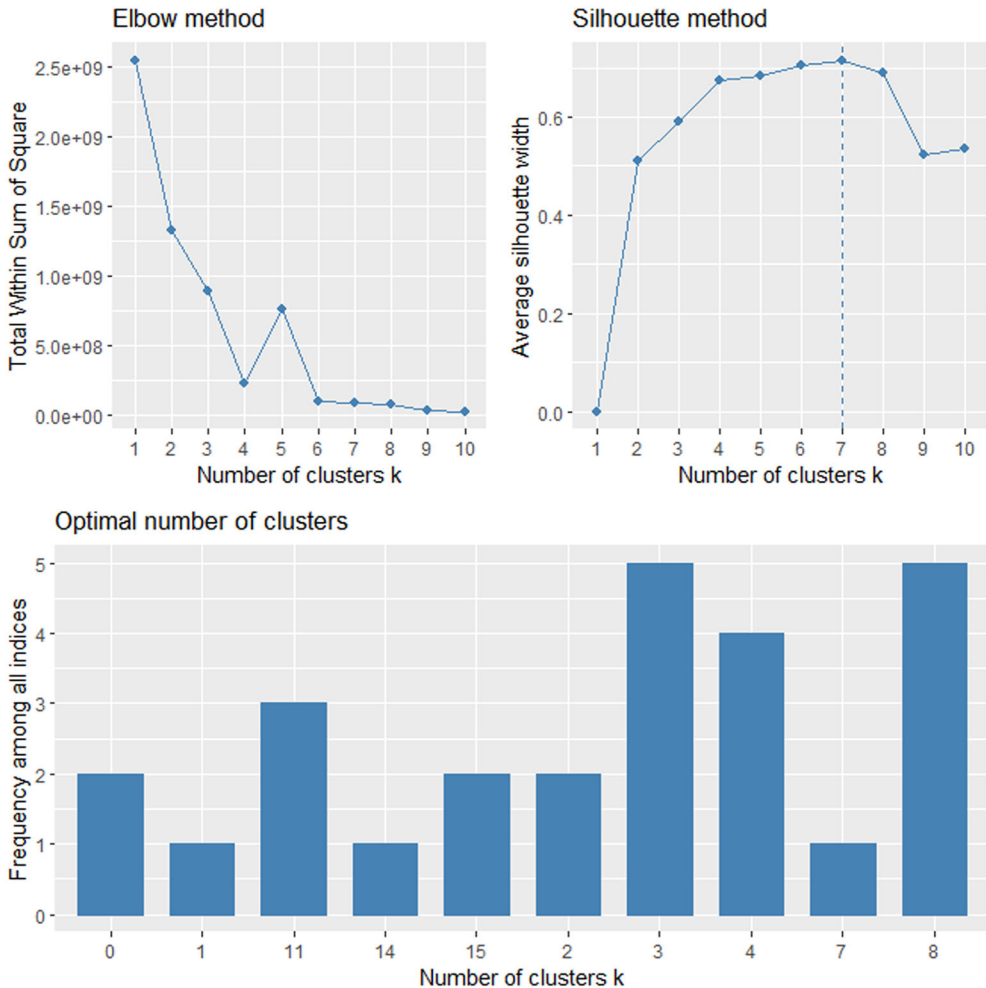 Elbow method
Total Within Sum of Square
2.5e+09
2.0e+09
1.5e+09
1.0e+09
5.0e+08
0.0e+00
1 2 3 4 5 6 7 8 9 10
Number of clusters k
Silhouette method
Average silhouette width
0.6
0.4
0.2
0.0
1 2 3 4 5 6 7 8 9 10
Number of clusters k
Optimal number of clusters
Frequency among all indices
5
4
3
2
1
0
0 1 11 14 15 2 3 4 7 8
Number of clusters k